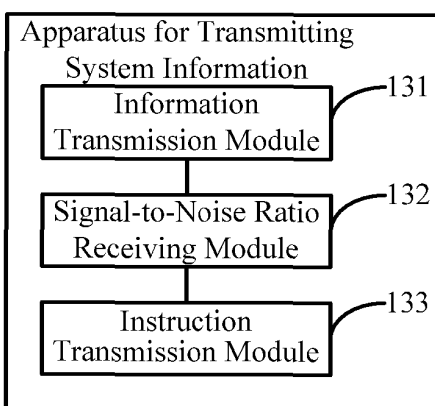 Apparatus for Transmitting
System Information
Information
Transmission Module
131
Signal-to-Noise Ratio
Receiving Module
132
Instruction
Transmission Module
133